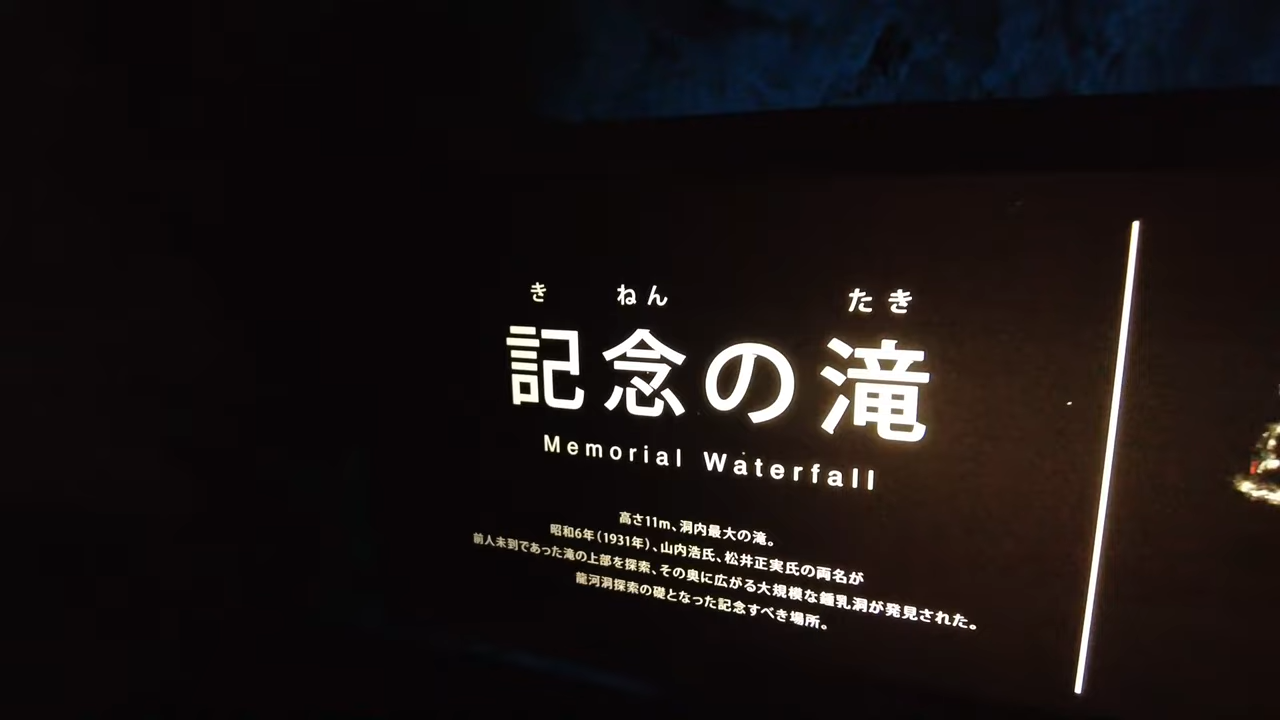 き ねん たき
記念の滝
Memorial Waterfall
高さ11m、洞内最大の滝。
昭和6年（1931年）、山内浩氏、松井正実氏の両名が
前人未到であった滝の上部を探索、その奥に広がる大規模な鍾乳洞が発見された。
龍河洞探索の礎となった記念すべき場所。